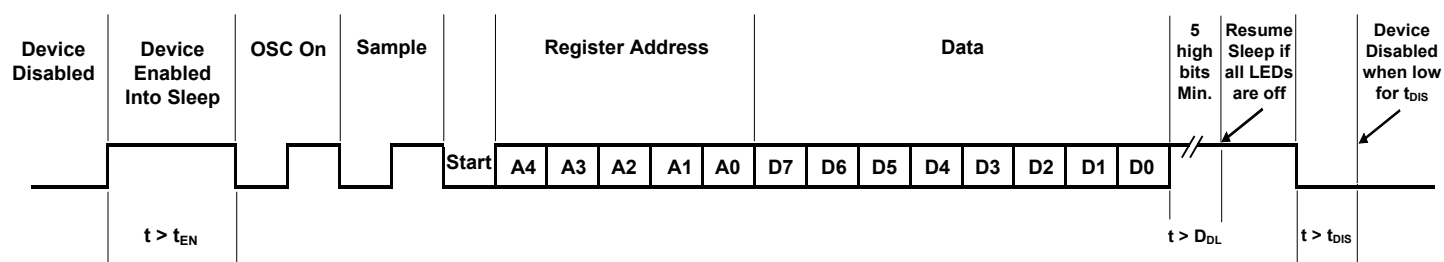 Device
Disabled
Device
Enabled
Into Sleep
OSC On
Sample
Register Address
Data
5
high
bits
Min.
Resume
Sleep if
all LEDs
are off
Device
Disabled
when low
for tDIS
Start
A4 A3 A2 A1 A0 D7 D6 D5 D4 D3 D2 D1 D0
t > tEN
t > DDL
t > tDIS